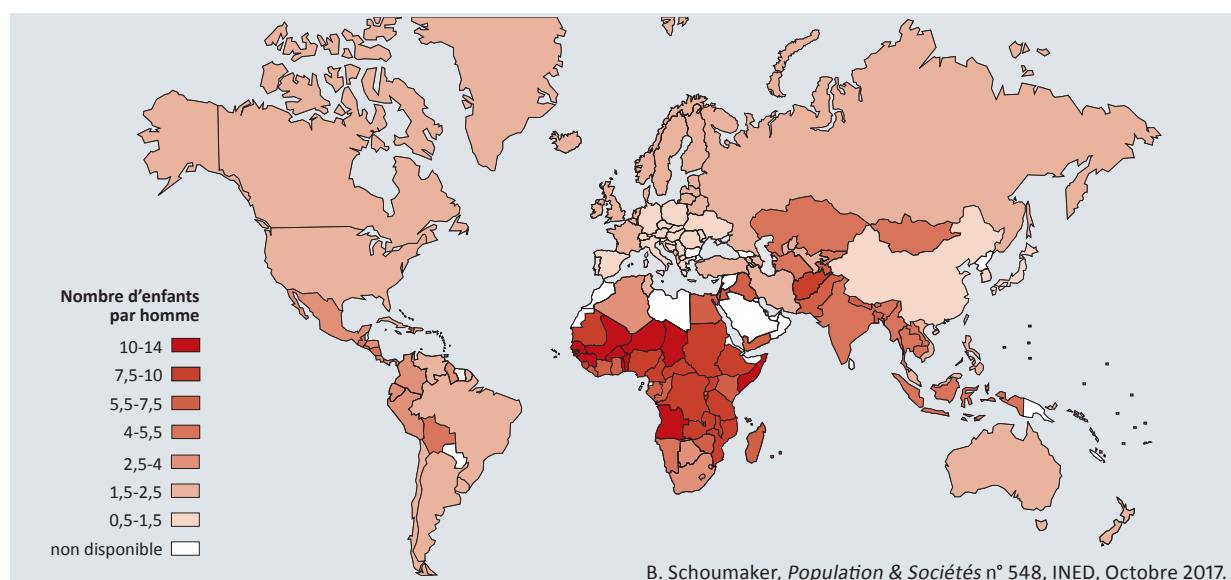 Nombre d’enfants
par homme
10-14
7,5-10
5,5-7,5
4-5,5
2,5-4
1,5-2,5
0,5-1,5
non disponible
B. Schoumaker, Population & Sociétés n° 548, INED, Octobre 2017.